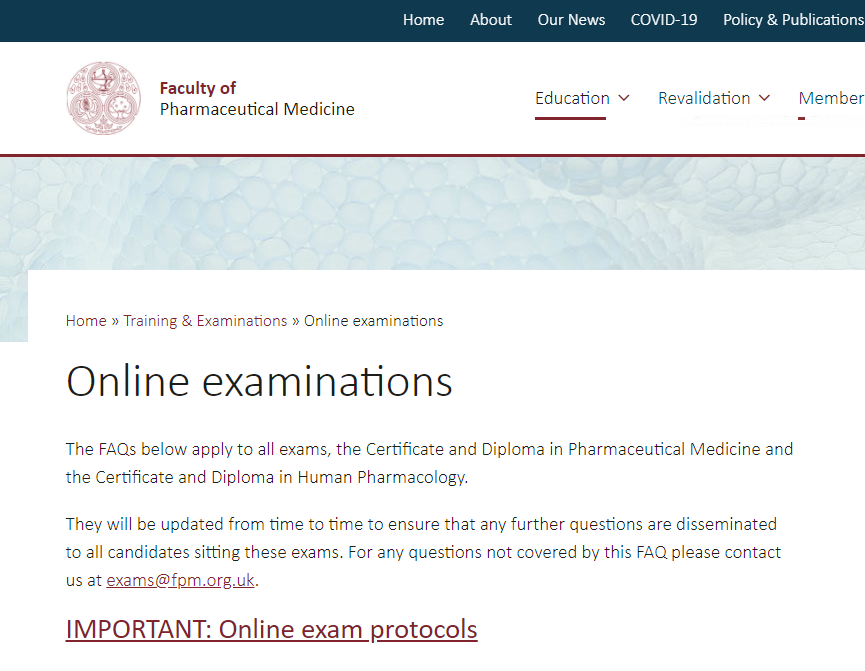 Home About Our News COVID-19 Policy & Publications
Faculty of
Pharmaceutical Medicine
Education Revalidation Member
Home » Training & Examinations » Online examinations
Online examinations
The FAQs below apply to all exams, the Certificate and Diploma in Pharmaceutical Medicine and
the Certificate and Diploma in Human Pharmacology.
They will be updated from time to time to ensure that any further questions are disseminated
to all candidates sitting these exams. For any questions not covered by this FAQ please contact
us at exams@fpm.org.uk.
IMPORTANT: Online exam protocols